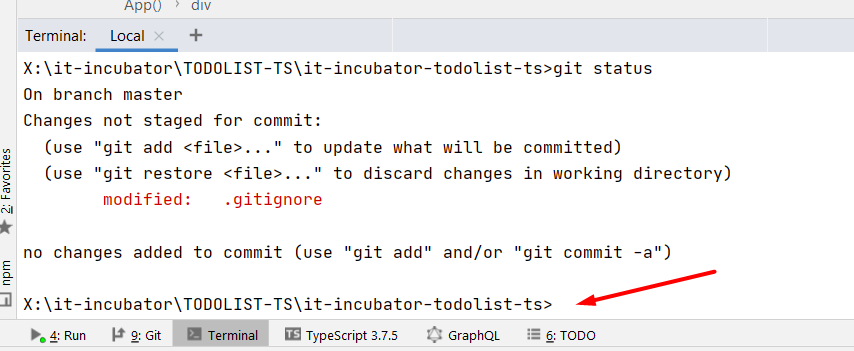 App() › div
Terminal: Local × +
X:\it-incubator\TODOLIST-TS\it-incubator-todolist-ts>git status
On branch master
Changes not staged for commit:
  (use "git add <file>..." to update what will be committed)
  (use "git restore <file>..." to discard changes in working directory)
        modified:   .gitignore
no changes added to commit (use "git add" and/or "git commit -a")
X:\it-incubator\TODOLIST-TS\it-incubator-todolist-ts>
2: Favorites
npm
4: Run 9: Git Terminal TS TypeScript 3.7.5 GraphQL 6: TODO